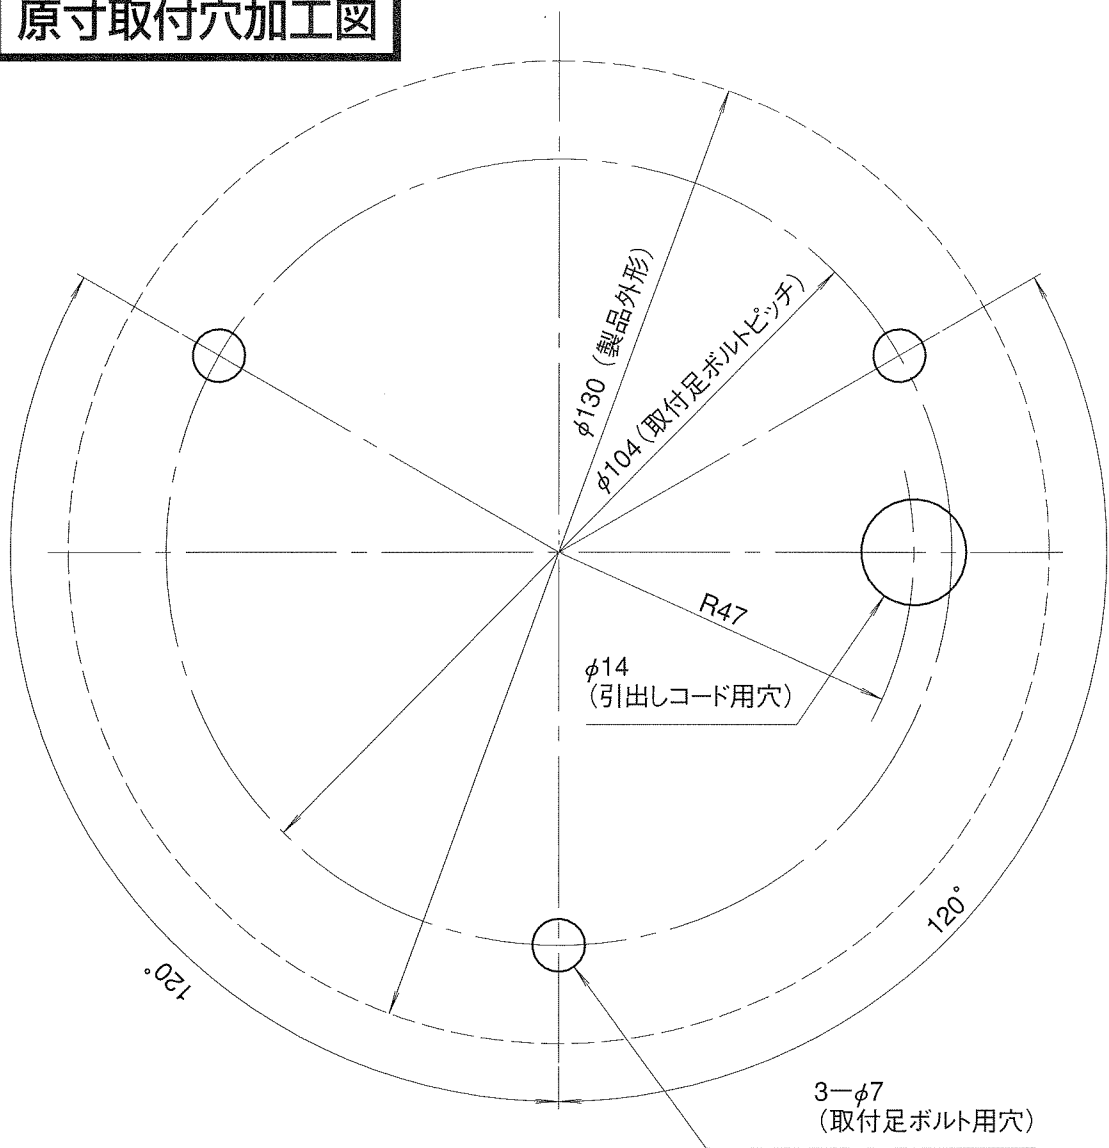 原寸取付穴加工図
φ130（製品外形）
φ104（取付足ボルトピッチ）
R47
φ14
（引出しコード用穴）
120°
120°
3−φ7
（取付足ボルト用穴）